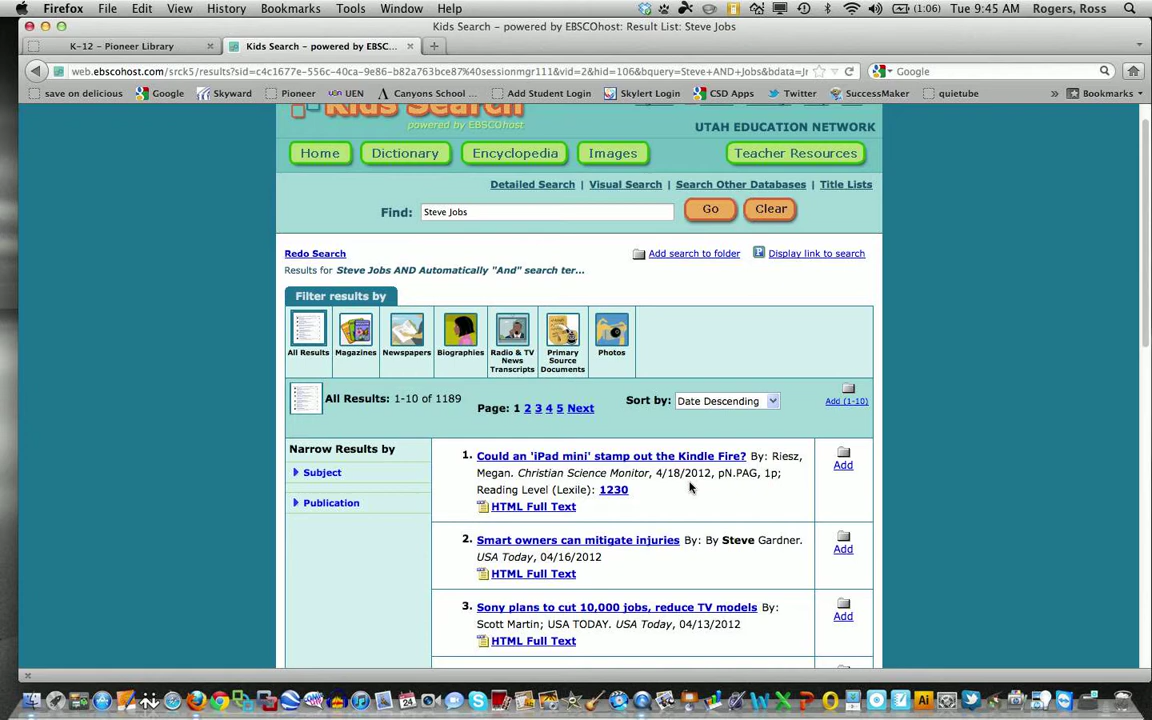 Firefox File Edit View History Bookmarks Tools Window Help (1:06) Tue 9:45 AM Rogers, Ross
Kids Search - powered by EBSCOhost: Result List: Steve Jobs
K-12 - Pioneer Library Kids Search - powered by EBSC...
web.ebscohost.com/srck5/results?sid=c4c1677e-556c-40ca-9e86-b82a763bce87%40sessionmgr111&vid=2&hid=106&bquery=Steve+AND+Jobs&bdata=Jr Google
save on delicious Google Skyward Pioneer UEN Canyons School ... Add Student Login Skylert Login CSD Apps Twitter SuccessMaker quietube » Bookmarks
Kids Search
powered by EBSCOhost
UTAH EDUCATION NETWORK
Home Dictionary Encyclopedia Images Teacher Resources
Detailed Search | Visual Search | Search Other Databases | Title Lists
Find: Steve Jobs Go Clear
Redo Search Add search to folder Display link to search
Results for Steve Jobs AND Automatically "And" search ter...
Filter results by
All Results Magazines Newspapers Biographies Radio & TV News Transcripts Primary Source Documents Photos
All Results: 1-10 of 1189 Page: 1 2 3 4 5 Next Sort by: Date Descending Add (1-10)
Narrow Results by
Subject
Publication
1. Could an 'iPad mini' stamp out the Kindle Fire? By: Riesz,
Megan. Christian Science Monitor, 4/18/2012, pN.PAG, 1p;
Reading Level (Lexile): 1230
HTML Full Text
Add
2. Smart owners can mitigate injuries By: By Steve Gardner.
USA Today, 04/16/2012
HTML Full Text
Add
3. Sony plans to cut 10,000 jobs, reduce TV models By:
Scott Martin; USA TODAY. USA Today, 04/13/2012
HTML Full Text
Add